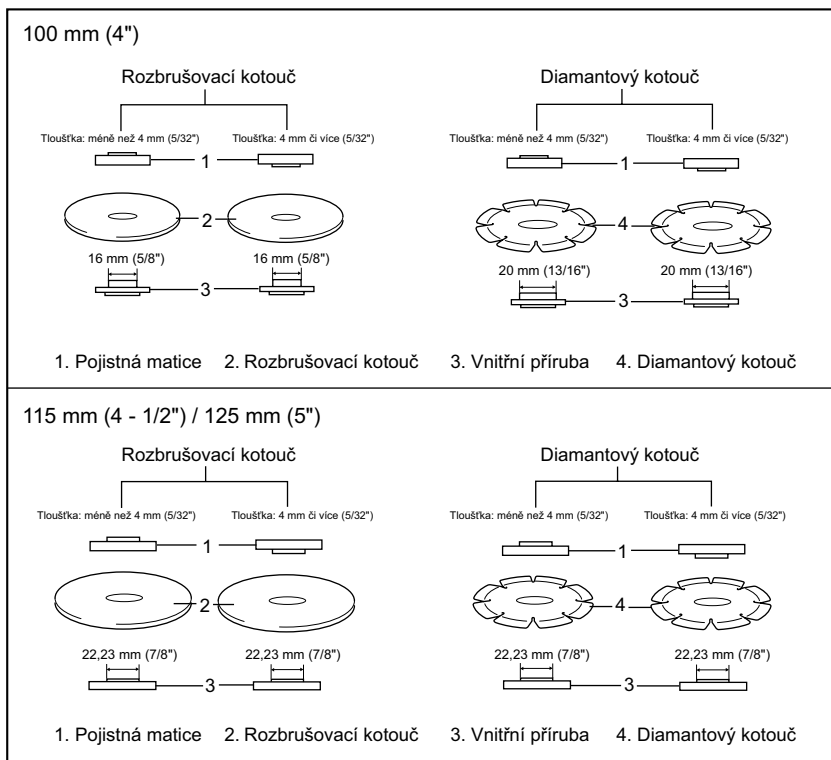 100 mm (4")
Rozbrušovací kotouč
Diamantový kotouč
Tloušťka: méně než 4 mm (5/32") Tloušťka: 4 mm či více (5/32")
Tloušťka: méně než 4 mm (5/32") Tloušťka: 4 mm či více (5/32")
1
1
2
4
16 mm (5/8") 16 mm (5/8")
20 mm (13/16") 20 mm (13/16")
3
3
1. Pojistná matice 2. Rozbrušovací kotouč 3. Vnitřní příruba 4. Diamantový kotouč
115 mm (4 - 1/2") / 125 mm (5")
Rozbrušovací kotouč
Diamantový kotouč
Tloušťka: méně než 4 mm (5/32") Tloušťka: 4 mm či více (5/32")
Tloušťka: méně než 4 mm (5/32") Tloušťka: 4 mm či více (5/32")
1
1
2
4
22,23 mm (7/8") 22,23 mm (7/8")
22,23 mm (7/8") 22,23 mm (7/8")
3
3
1. Pojistná matice 2. Rozbrušovací kotouč 3. Vnitřní příruba 4. Diamantový kotouč